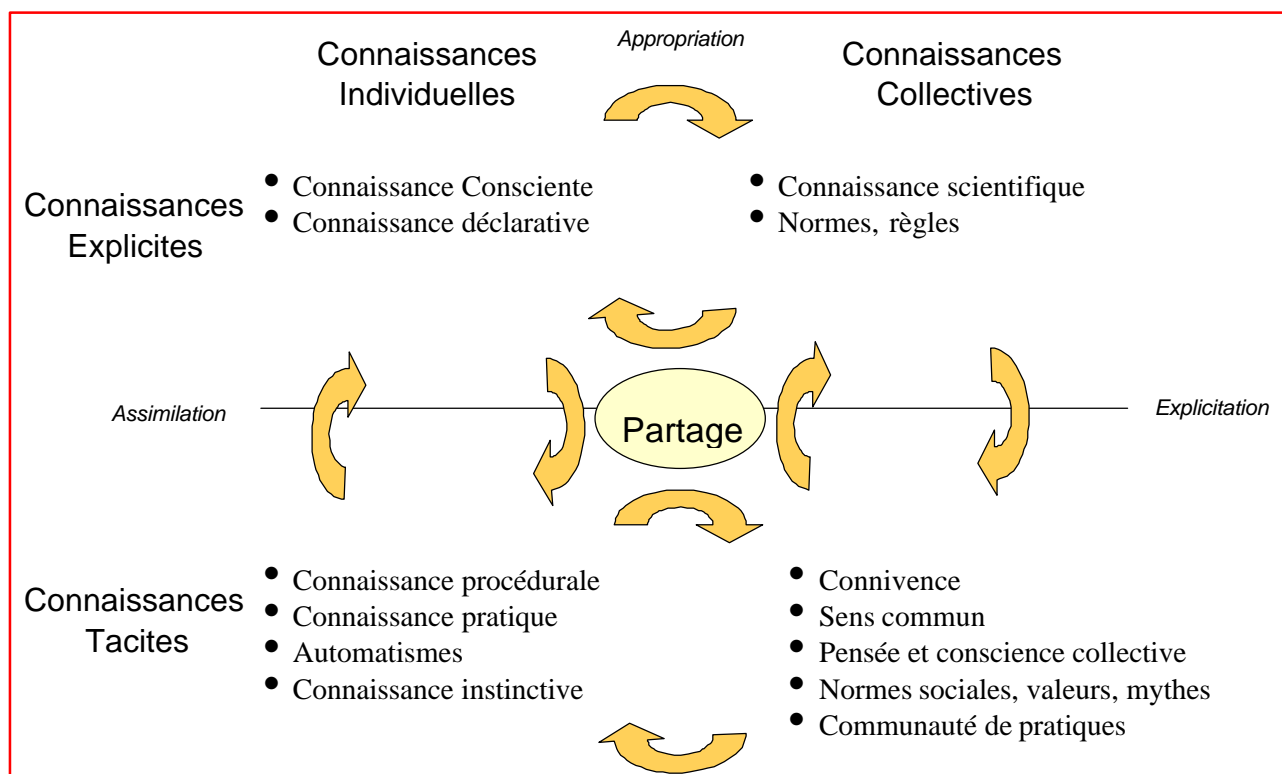 Connaissances
Individuelles
Appropriation
Connaissances
Collectives
Connaissances
Explicites
• Connaissance Consciente
• Connaissance déclarative
• Connaissance scientifique
• Normes, règles
Assimilation
Partage
Explicitation
Connaissances
Tacites
• Connaissance procédurale
• Connaissance pratique
• Automatismes
• Connaissance instinctive
• Connivence
• Sens commun
• Pensée et conscience collective
• Normes sociales, valeurs, mythes
• Communauté de pratiques